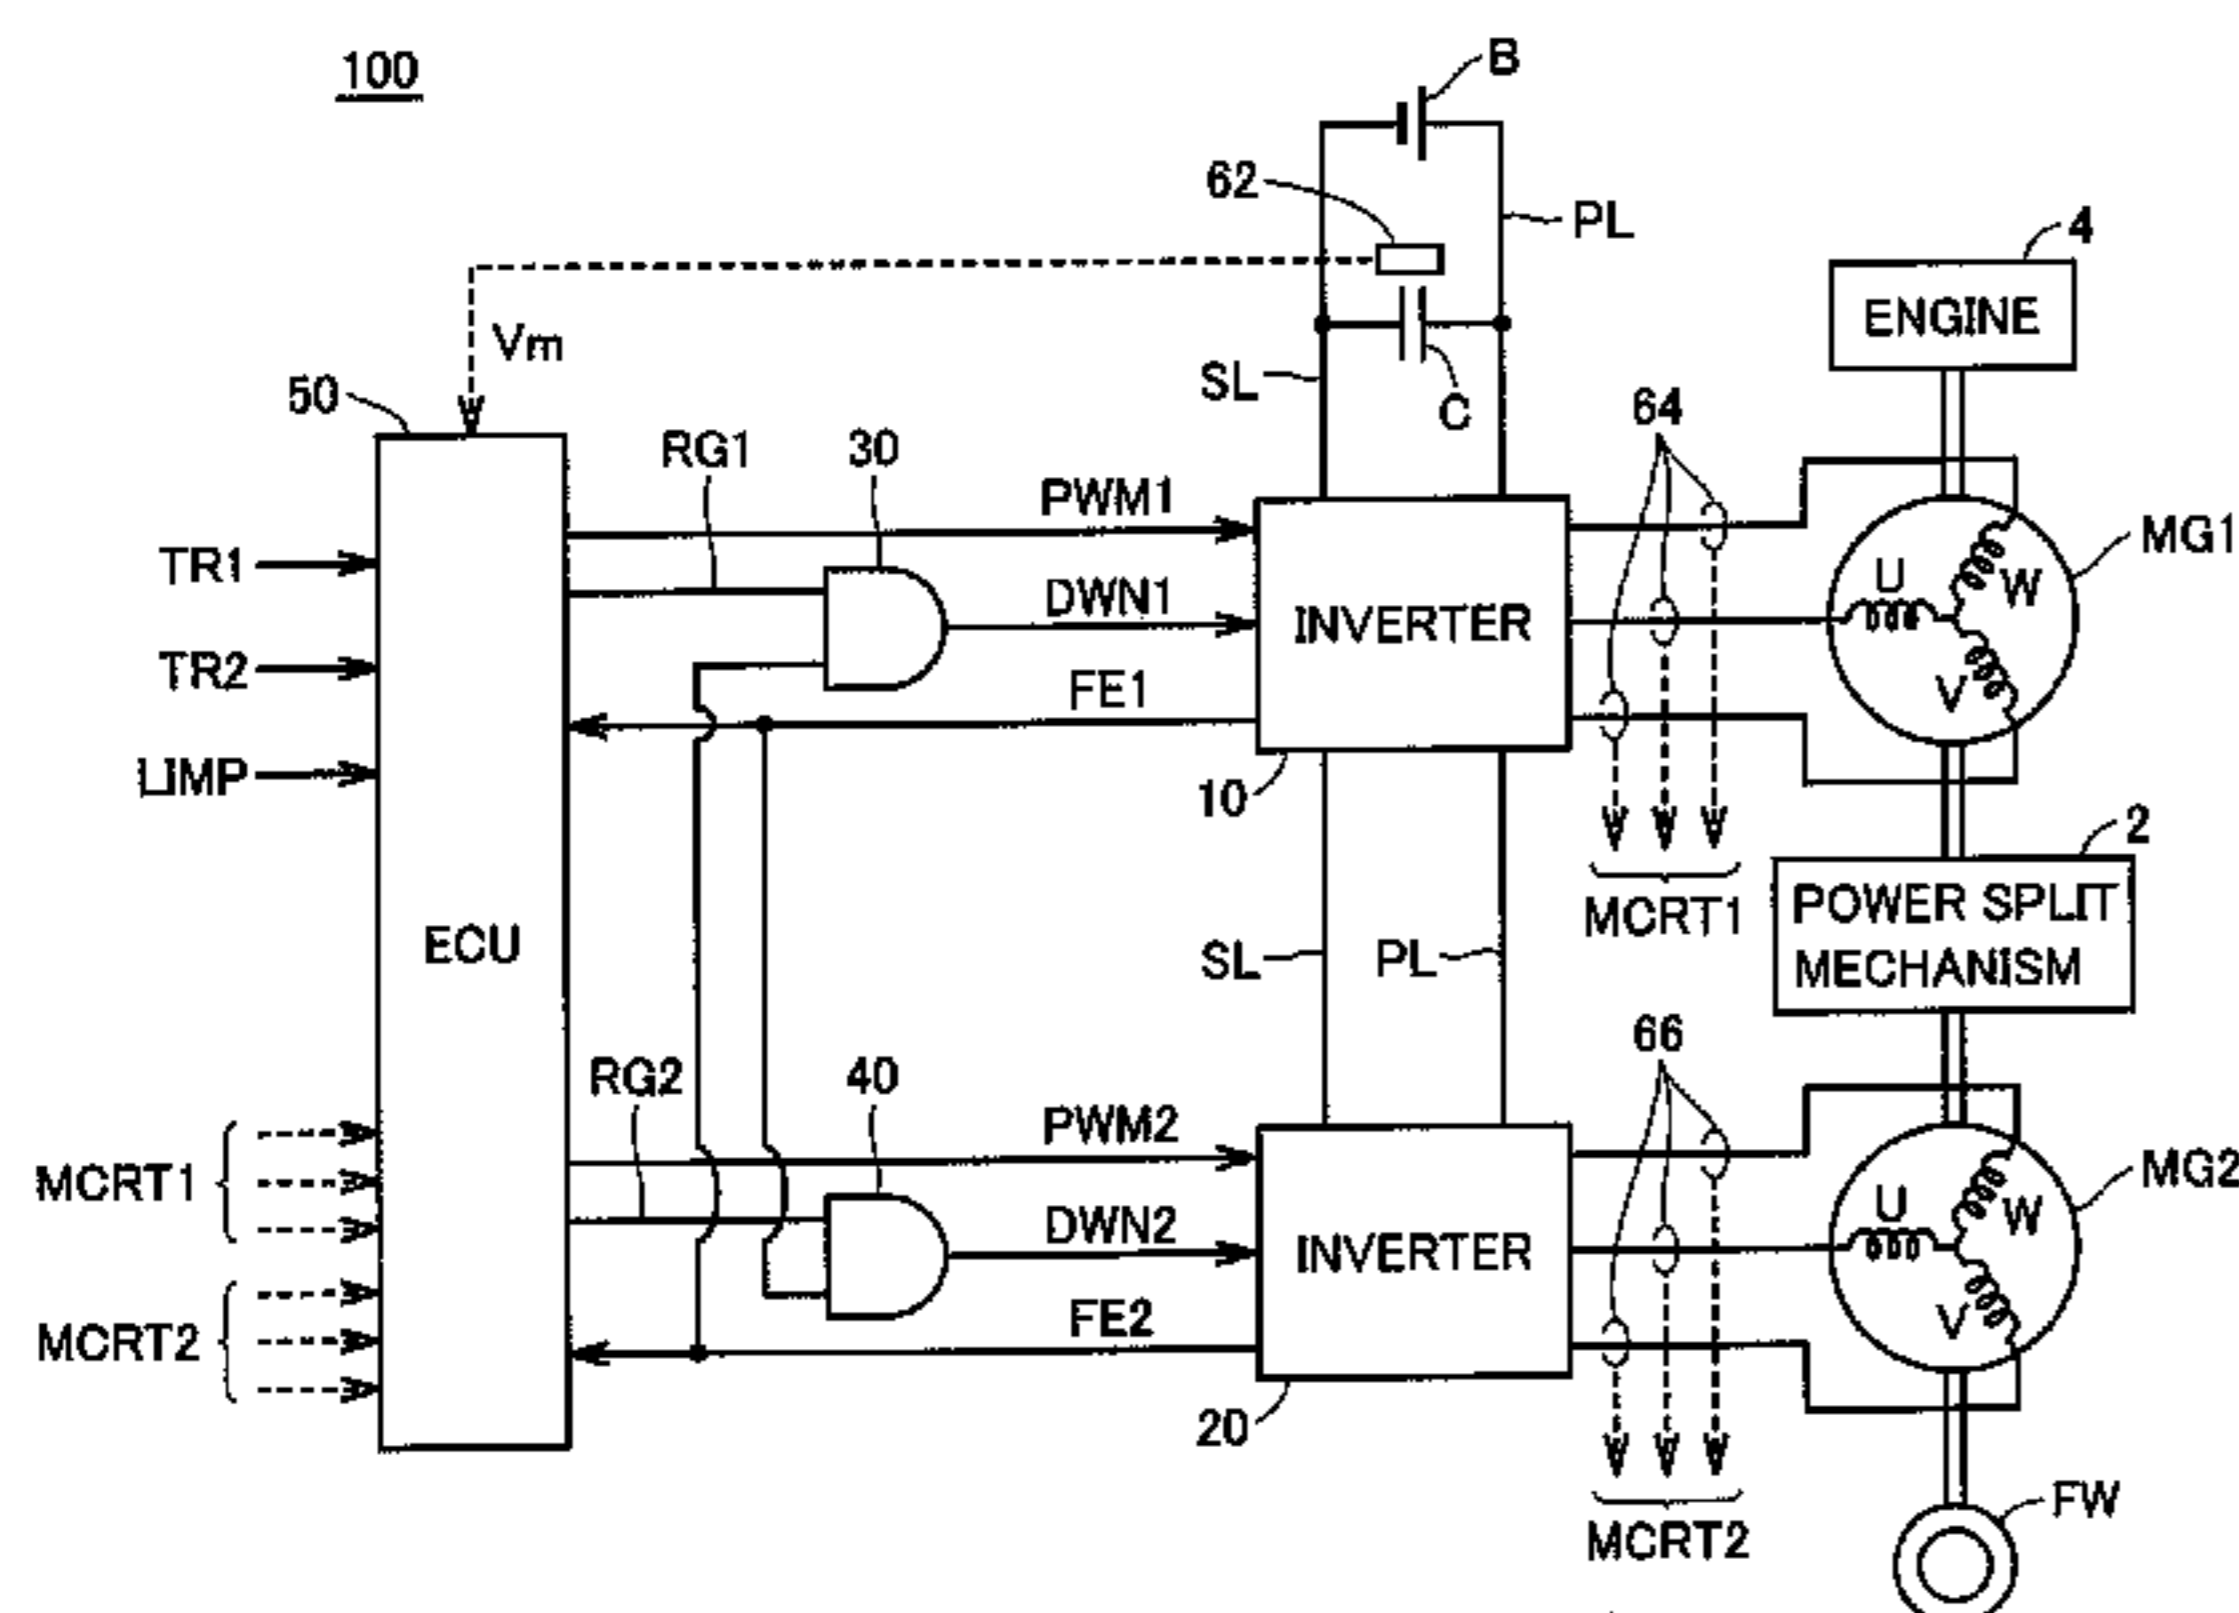 100
B
62
PL
4
ENGINE
Vm
SL
C
64
50
RG1
30
PWM1
MG1
TR1
DWN1
INVERTER
U
W
TR2
FE1
V
LIMP
10
2
MCRT1
POWER SPLIT
MECHANISM
ECU
SL
PL
66
RG2
40
PWM2
MG2
MCRT1
DWN2
INVERTER
U
W
MCRT2
FE2
V
20
FW
MCRT2